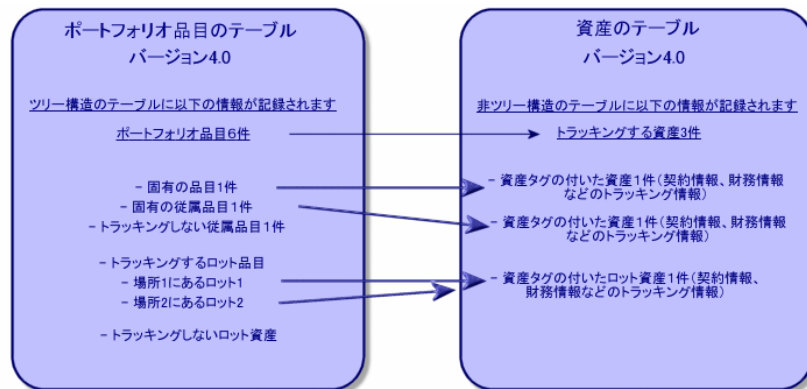 ポートフォリオ品目のテーブル
バージョン4.0
ツリー構造のテーブルに以下の情報が記録されます
ポートフォリオ品目6件
- 固有の品目1件
- 固有の従属品目1件
- トラッキングしない従属品目1件
- トラッキングするロット品目
- 場所1にあるロット1
- 場所2にあるロット2
- トラッキングしないロット資産
資産のテーブル
バージョン4.0
非ツリー構造のテーブルに以下の情報が記録されます
トラッキングする資産3件
- 資産タグの付いた資産1件(契約情報、財務情報
などのトラッキング情報)
- 資産タグの付いた資産1件(契約情報、財務情報
などのトラッキング情報)
- 資産タグの付いたロット資産1件(契約情報、
財務情報などのトラッキング情報)